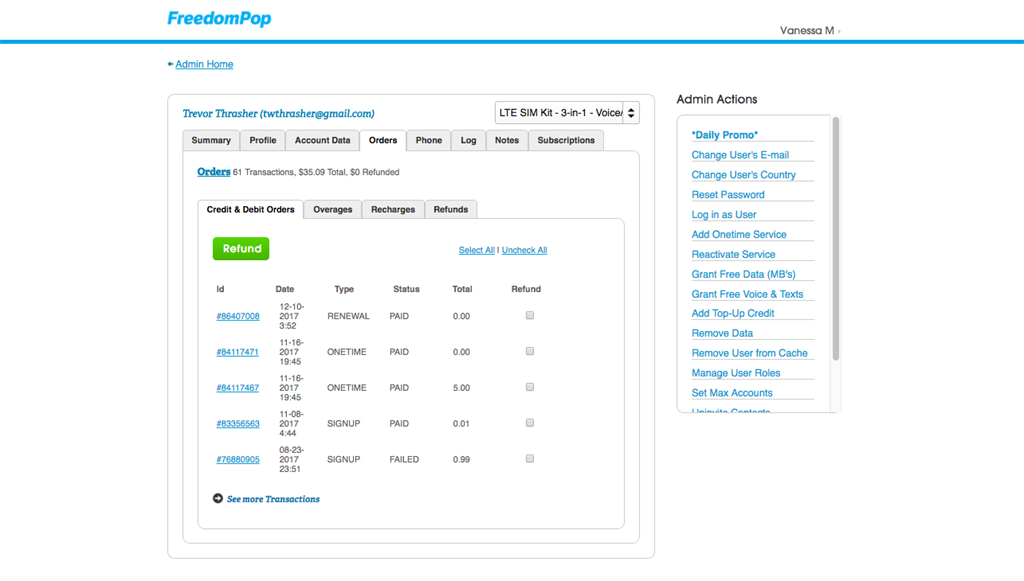 FreedomPop
Vanessa M ›
Admin Home
Trevor Thrasher (twthrasher@gmail.com)
LTE SIM Kit - 3-in-1 - Voice/
Summary Profile Account Data Orders Phone Log Notes Subscriptions
Orders 61 Transactions, $35.09 Total, $0 Refunded
Credit & Debit Orders Overages Recharges Refunds
Refund
Select All | Uncheck All
Id Date Type Status Total Refund
#86407008 12-10-2017 3:52 RENEWAL PAID 0.00
#84117471 11-16-2017 19:45 ONETIME PAID 0.00
#84117467 11-16-2017 19:45 ONETIME PAID 5.00
#83356563 11-08-2017 4:44 SIGNUP PAID 0.01
#76880905 08-23-2017 23:51 SIGNUP FAILED 0.99
See more Transactions
Admin Actions
*Daily Promo*
Change User's E-mail
Change User's Country
Reset Password
Log in as User
Add Onetime Service
Reactivate Service
Grant Free Data (MB's)
Grant Free Voice & Texts
Add Top-Up Credit
Remove Data
Remove User from Cache
Manage User Roles
Set Max Accounts